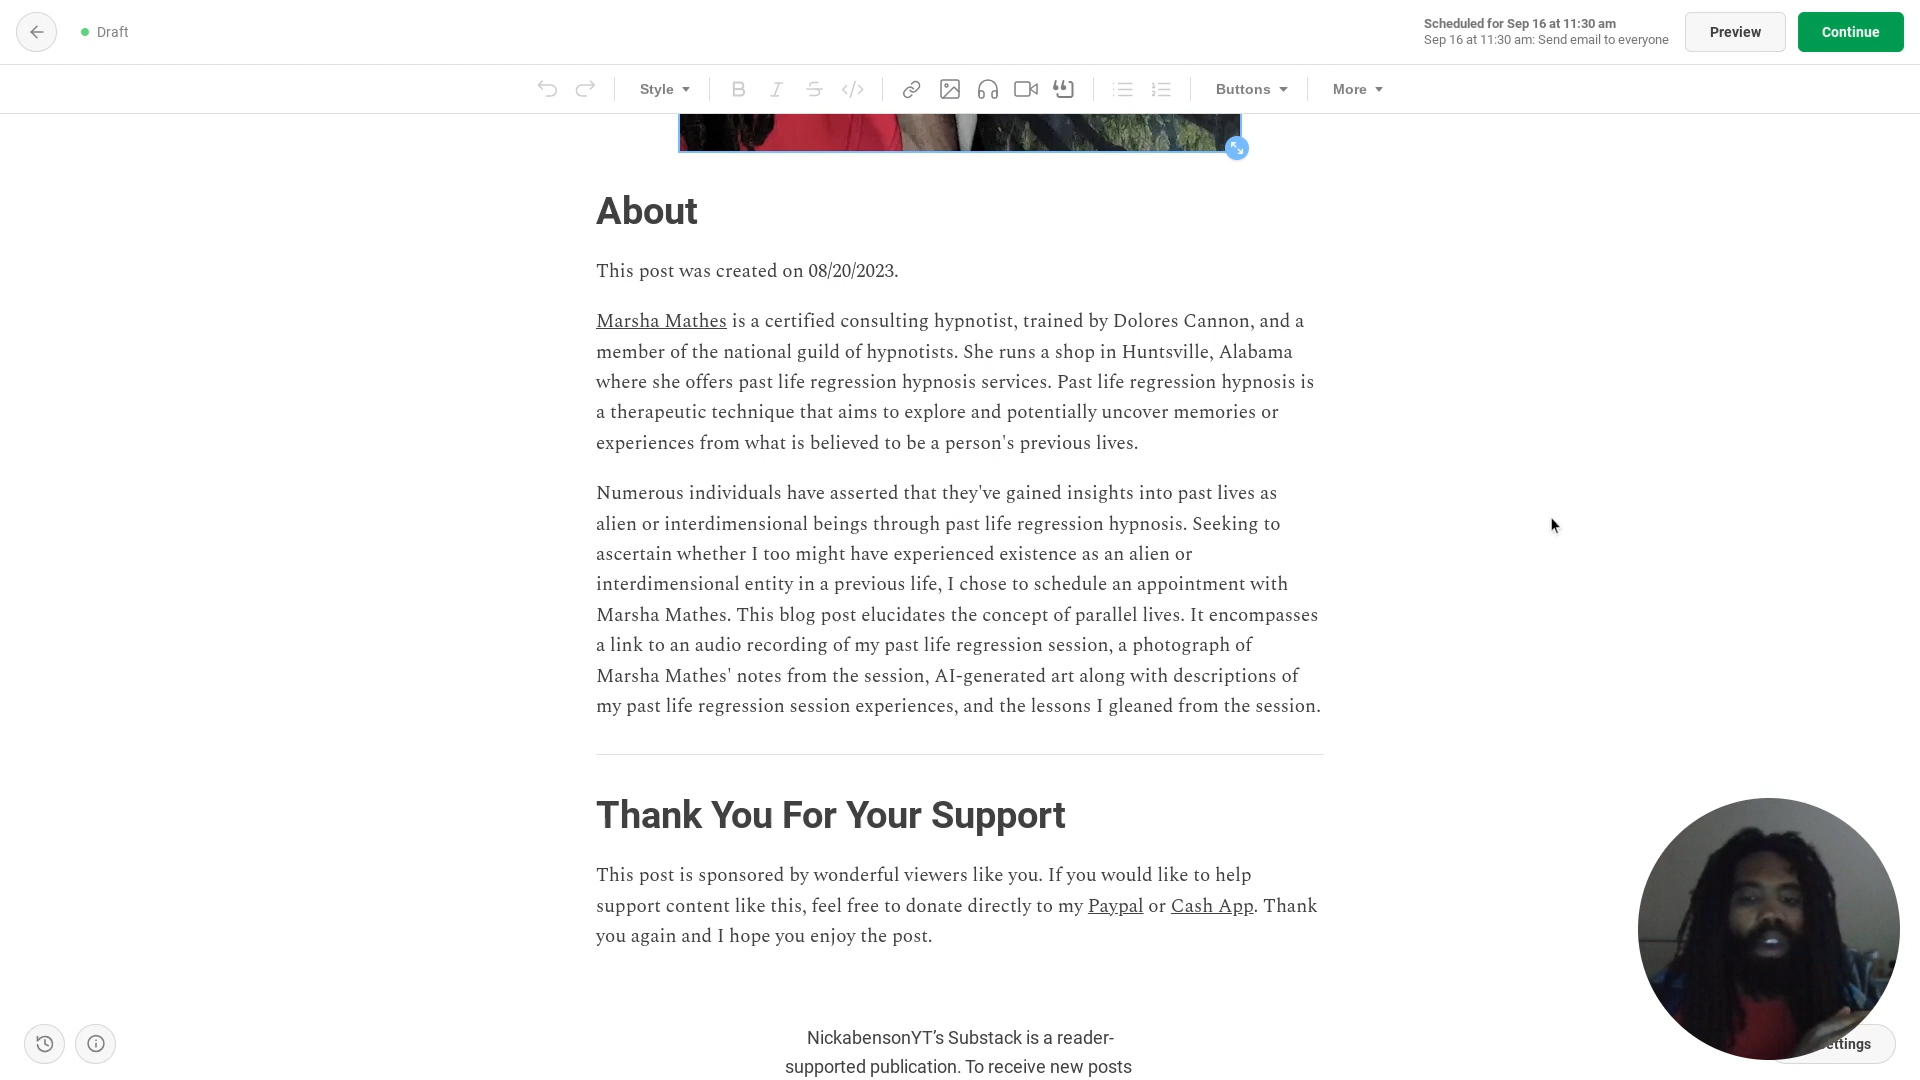 Draft
Scheduled for Sep 16 at 11:30 am
Sep 16 at 11:30 am: Send email to everyone
Preview
Continue
Style
Buttons
More
About
This post was created on 08/20/2023.
Marsha Mathes is a certified consulting hypnotist, trained by Dolores Cannon, and a
member of the national guild of hypnotists. She runs a shop in Huntsville, Alabama
where she offers past life regression hypnosis services. Past life regression hypnosis is
a therapeutic technique that aims to explore and potentially uncover memories or
experiences from what is believed to be a person's previous lives.
Numerous individuals have asserted that they've gained insights into past lives as
alien or interdimensional beings through past life regression hypnosis. Seeking to
ascertain whether I too might have experienced existence as an alien or
interdimensional entity in a previous life, I chose to schedule an appointment with
Marsha Mathes. This blog post elucidates the concept of parallel lives. It encompasses
a link to an audio recording of my past life regression session, a photograph of
Marsha Mathes' notes from the session, AI-generated art along with descriptions of
my past life regression session experiences, and the lessons I gleaned from the session.
Thank You For Your Support
This post is sponsored by wonderful viewers like you. If you would like to help
support content like this, feel free to donate directly to my Paypal or Cash App. Thank
you again and I hope you enjoy the post.
NickabensonYT’s Substack is a reader-
supported publication. To receive new posts